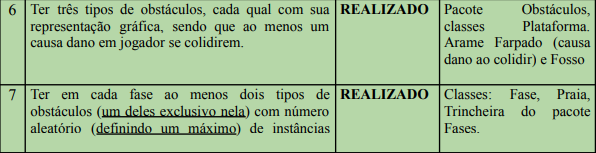 6 Ter três tipos de obstáculos, cada qual com sua REALIZADO Pacote Obstáculos,
representação gráfica, sendo que ao menos um classes Plataforma.
causa dano em jogador se colidirem. Arame Farpado (causa
dano ao colidir) e Fosso
7 Ter em cada fase ao menos dois tipos de REALIZADO Classes: Fase, Praia,
obstáculos (um deles exclusivo nela) com número Trincheira do pacote
aleatório (definindo um máximo) de instâncias Fases.